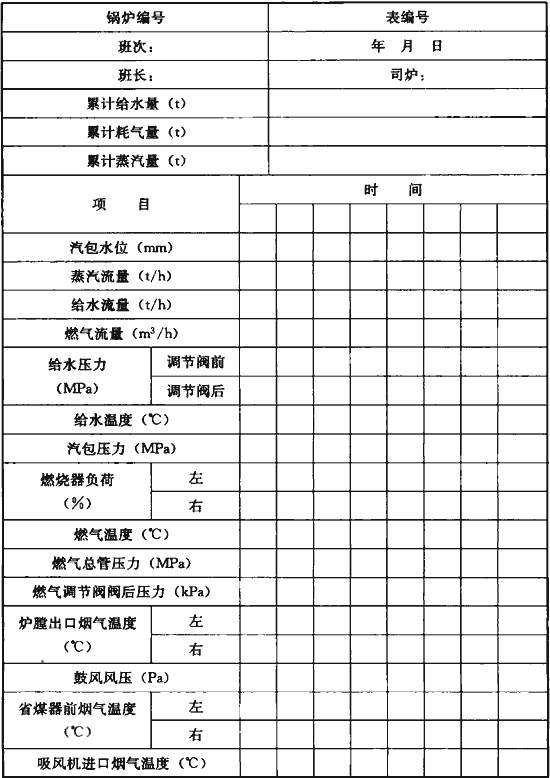 锅炉编号 表编号
班次： 年 月 日
班长： 司炉：
累计给水量（t）
累计耗气量（t）
累计蒸汽量（t）
项 目 时 间
汽包水位（mm）
蒸汽流量（t/h）
给水流量（t/h）
燃气流量（m³/h）
给水压力 调节阀前
（MPa） 调节阀后
给水温度（℃）
汽包压力（MPa）
燃烧器负荷 左
（%） 右
燃气温度（℃）
燃气总管压力（MPa）
燃气调节阀阀后压力（kPa）
炉膛出口烟气温度 左
（℃） 右
鼓风风压（Pa）
省煤器前烟气温度 左
（℃） 右
吸风机进口烟气温度（℃）